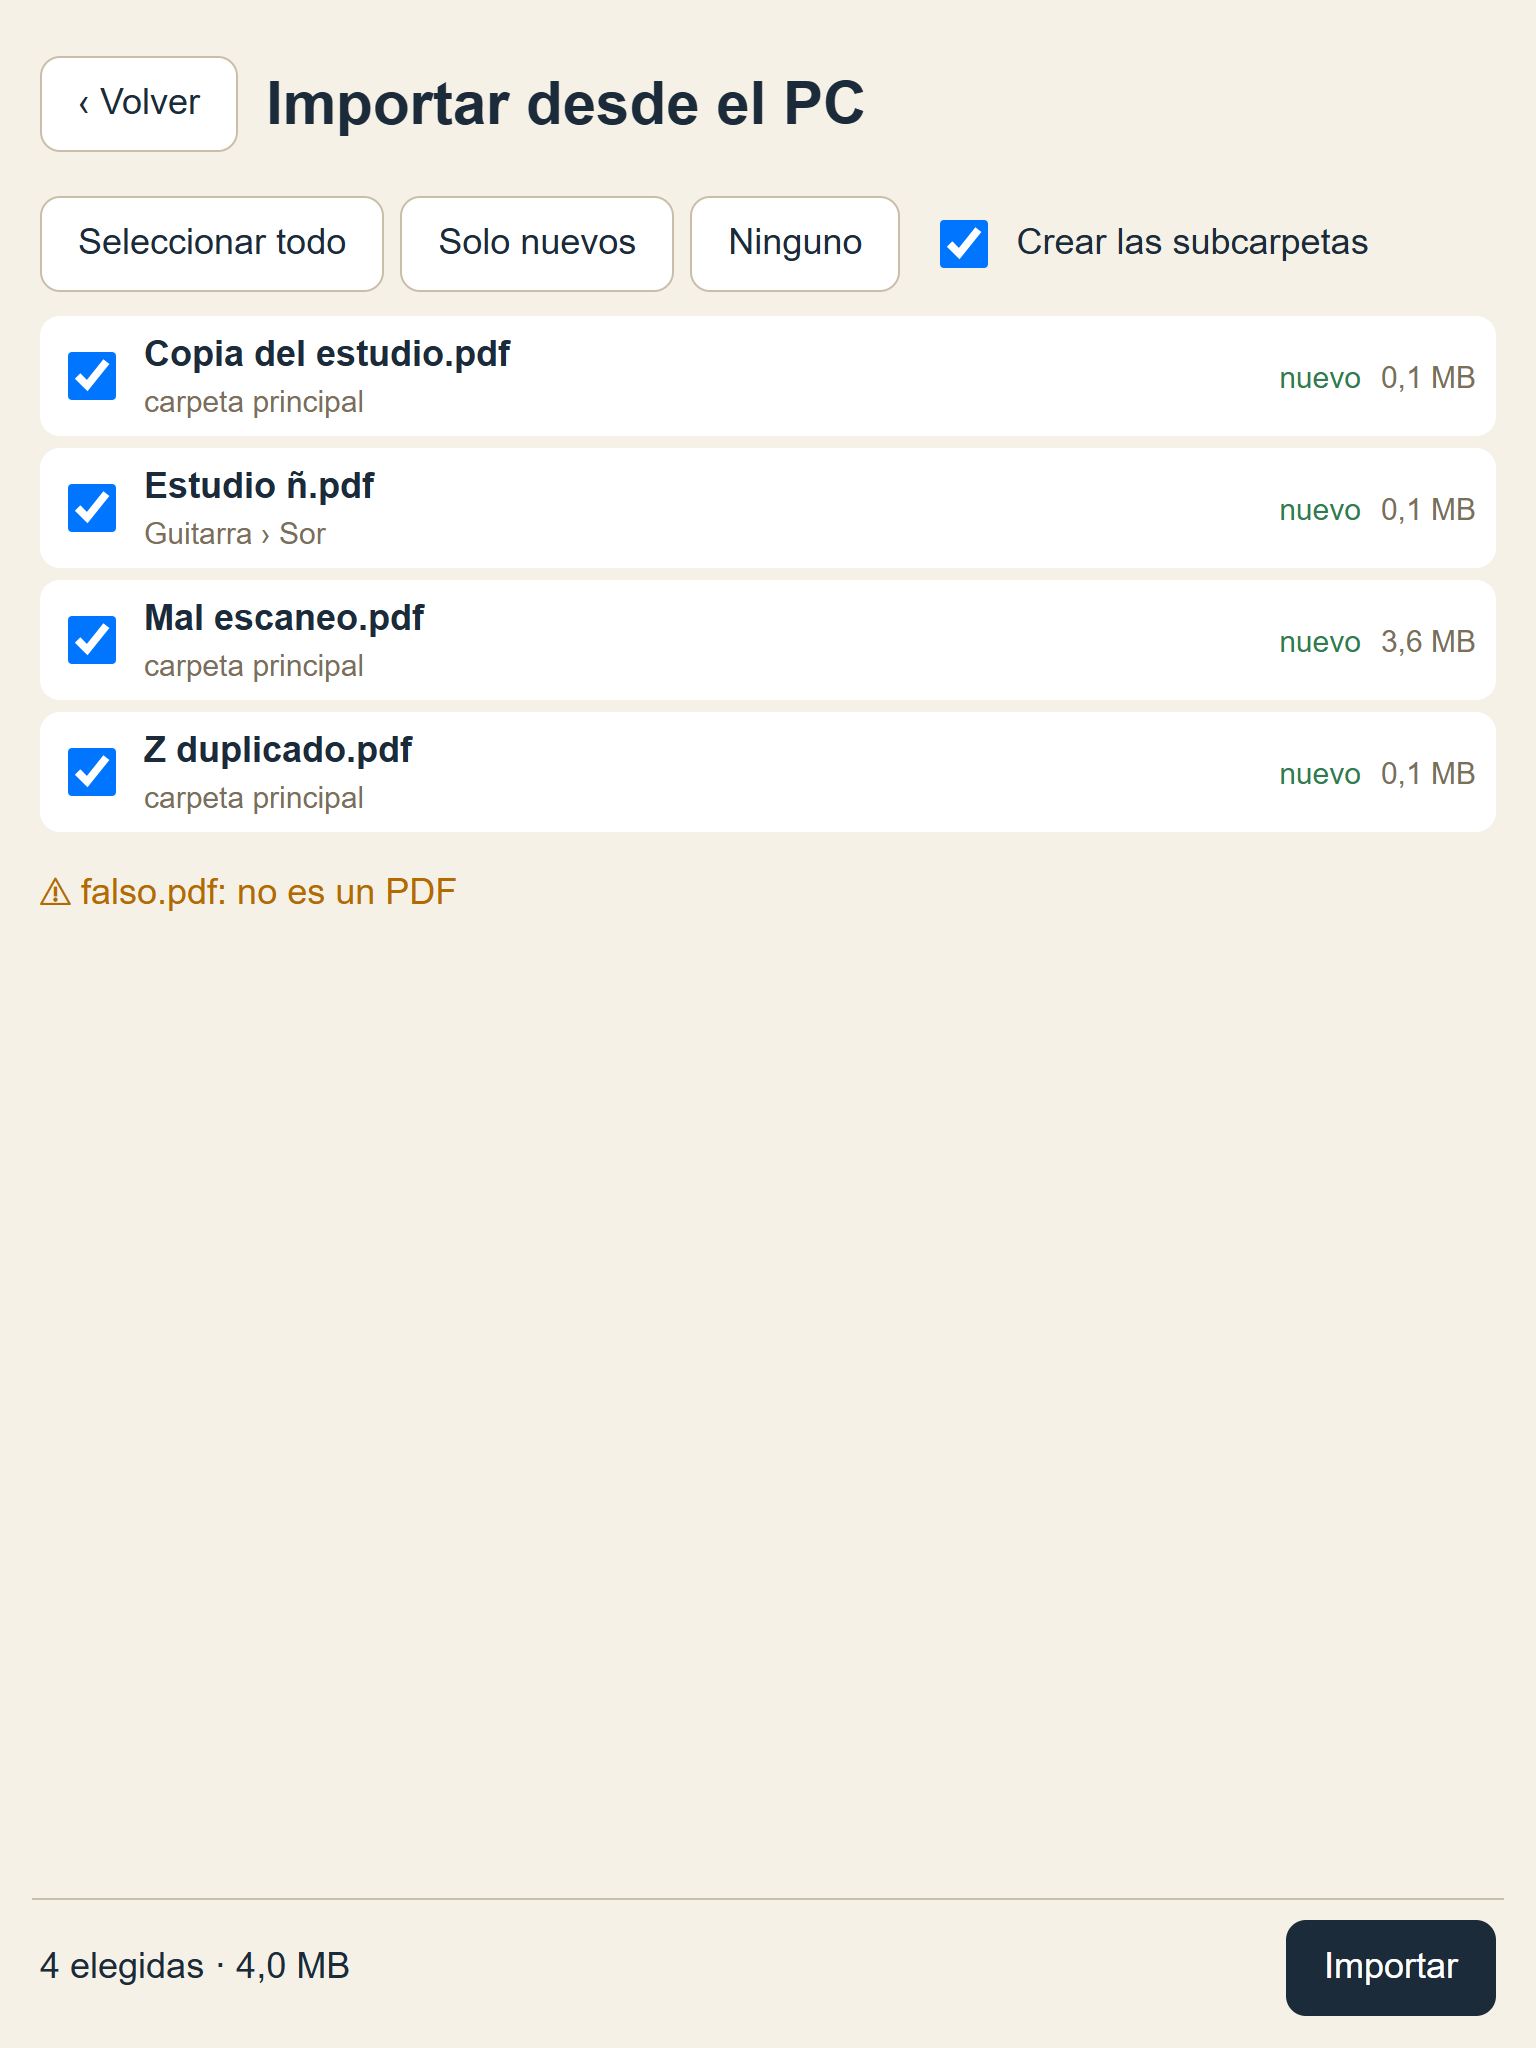 ‹ Volver
Importar desde el PC
Seleccionar todo
Solo nuevos
Ninguno
Crear las subcarpetas
Copia del estudio.pdf
carpeta principal
nuevo 0,1 MB
Estudio ñ.pdf
Guitarra › Sor
nuevo 0,1 MB
Mal escaneo.pdf
carpeta principal
nuevo 3,6 MB
Z duplicado.pdf
carpeta principal
nuevo 0,1 MB
⚠ falso.pdf: no es un PDF
4 elegidas · 4,0 MB
Importar